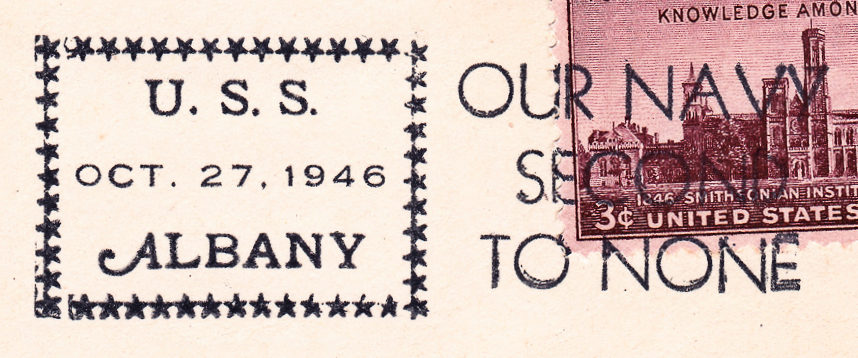 U. S. S.
OCT. 27, 1946
ALBANY
OUR NAVY
SECOND
TO NONE
KNOWLEDGE AMON
1846 SMITHSONIAN INSTIT
3¢ UNITED STATES